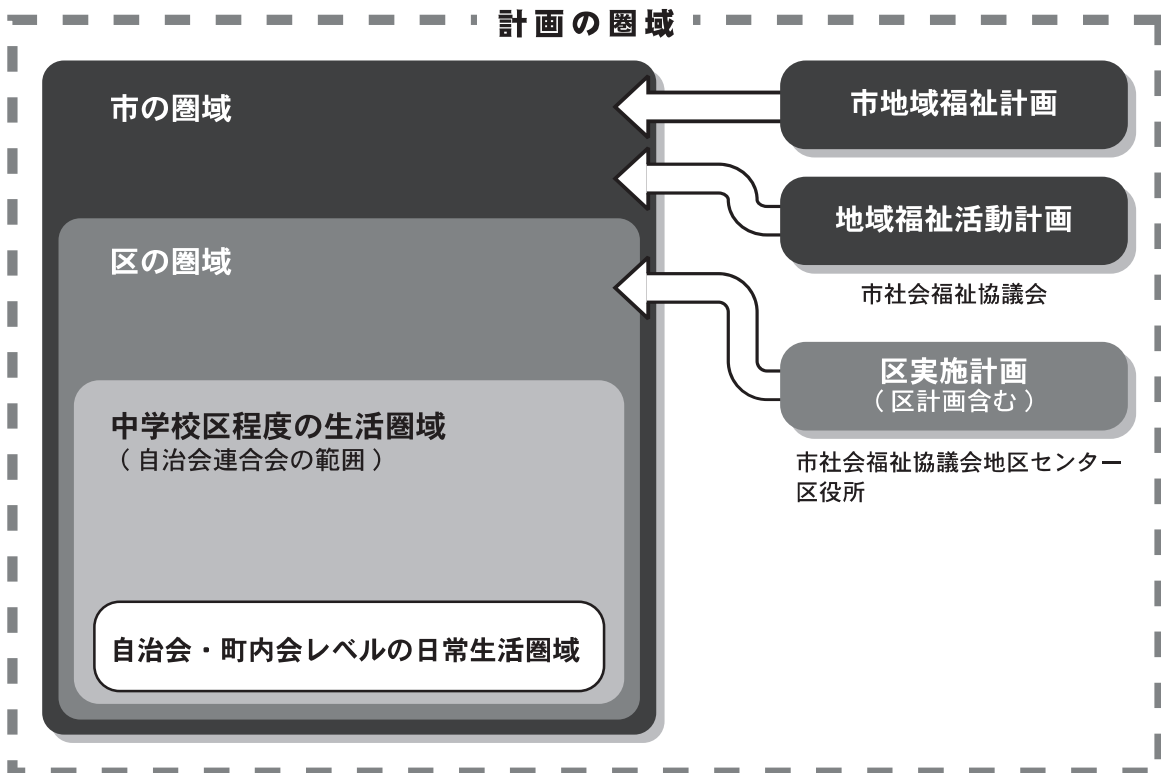 計画の圏域
市の圏域
市地域福祉計画
地域福祉活動計画
市社会福祉協議会
区の圏域
区実施計画
（区計画含む）
市社会福祉協議会地区センター
区役所
中学校区程度の生活圏域
（自治会連合会の範囲）
自治会・町内会レベルの日常生活圏域